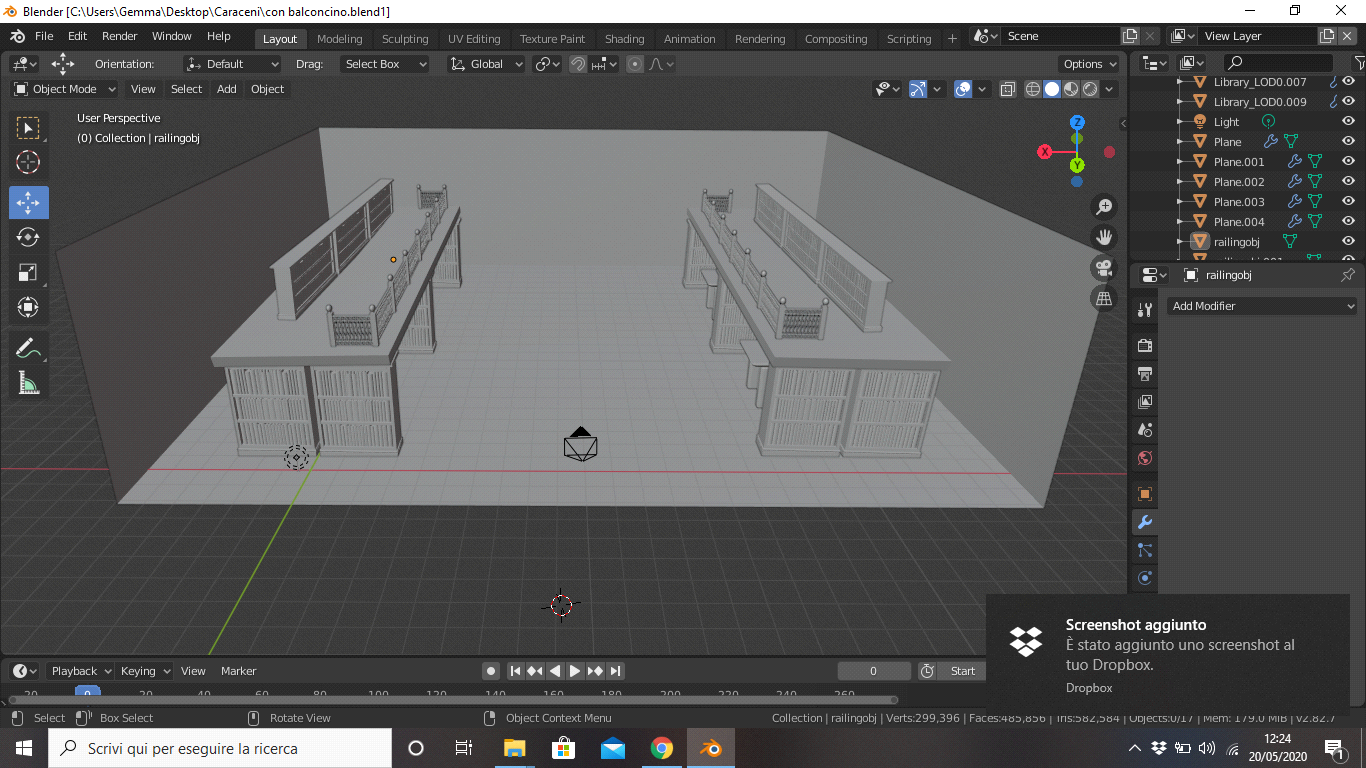 Blender [C:\Users\Gemma\Desktop\Caraceni\con balconcino.blend1]
File Edit Render Window Help Layout Modeling Sculpting UV Editing Texture Paint Shading Animation Rendering Compositing Scripting + Scene View Layer
Orientation: Default Drag: Select Box Global Options
Object Mode View Select Add Object
User Perspective
(0) Collection | railingobj
Z
X
Y
Library_LOD0.007
Library_LOD0.009
Light
Plane
Plane.001
Plane.002
Plane.003
Plane.004
railingobj
railingobj
Add Modifier
Screenshot aggiunto
È stato aggiunto uno screenshot al
tuo Dropbox.
Dropbox
Playback Keying View Marker 0 Start
20 0 20 40 60 80 100 120 140 160 180 200 220 240 260
Select Box Select Rotate View Object Context Menu Collection | railingobj | Verts:299,396 | Faces:485,856 | Tris:582,584 | Objects:0/17 | Mem: 179.0 MiB | v2.82.7
Scrivi qui per eseguire la ricerca
12:24
20/05/2020
1